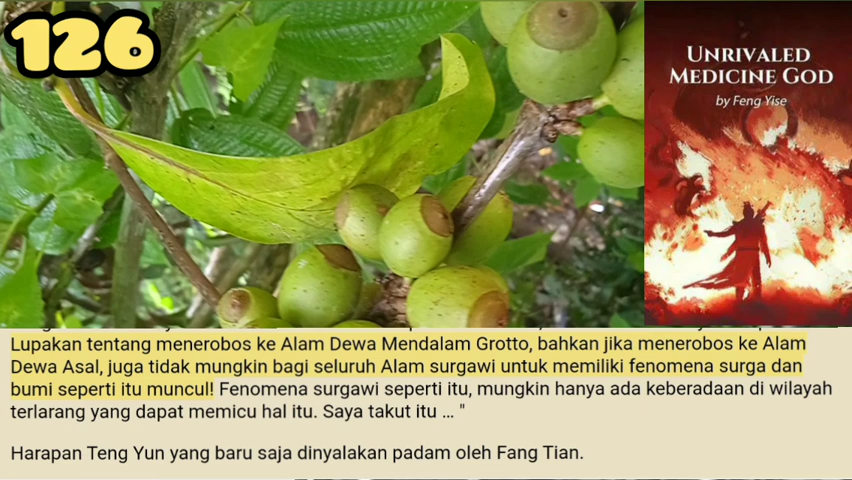 126
UNRIVALED
MEDICINE GOD
by Feng Yise
Lupakan tentang menerobos ke Alam Dewa Mendalam Grotto, bahkan jika menerobos ke Alam
Dewa Asal, juga tidak mungkin bagi seluruh Alam surgawi untuk memiliki fenomena surga dan
bumi seperti itu muncul! Fenomena surgawi seperti itu, mungkin hanya ada keberadaan di wilayah
terlarang yang dapat memicu hal itu. Saya takut itu ... "
Harapan Teng Yun yang baru saja dinyalakan padam oleh Fang Tian.